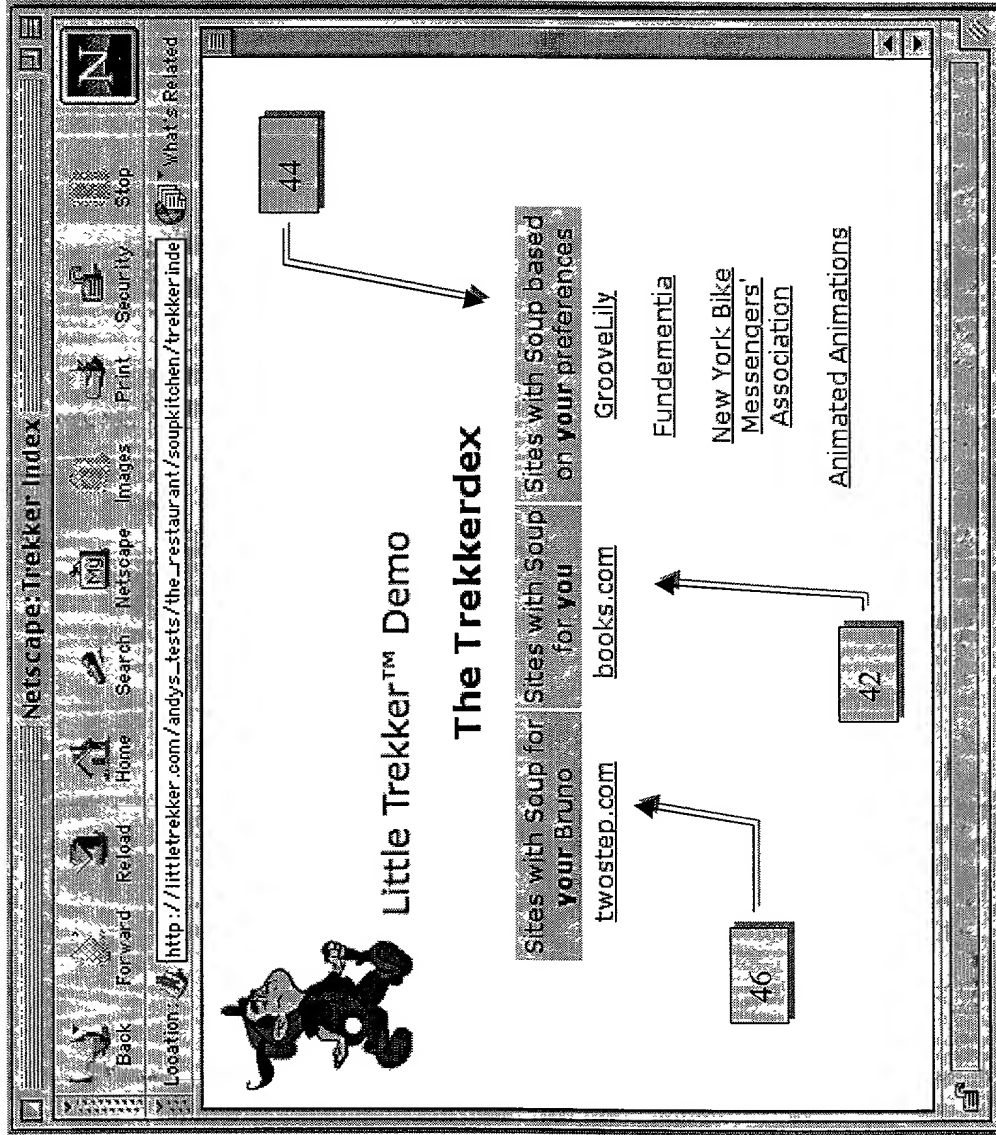 Netscape: Trekker Index
Back Forward Reload Home Search Netscape Images Print Security Stop
My
N
Location: http://littletrekker.com/andys_tests/the_restaurant/soupkitchen/trekkerinde What's Related
Little Trekker™ Demo
The Trekkerdex
44
Sites with Soup for
your Bruno
Sites with Soup
for you
Sites with Soup based
on your preferences
twostep.com
books.com
GrooveLily
Fundementia
New York Bike
Messengers'
Association
Animated Animations
46
42